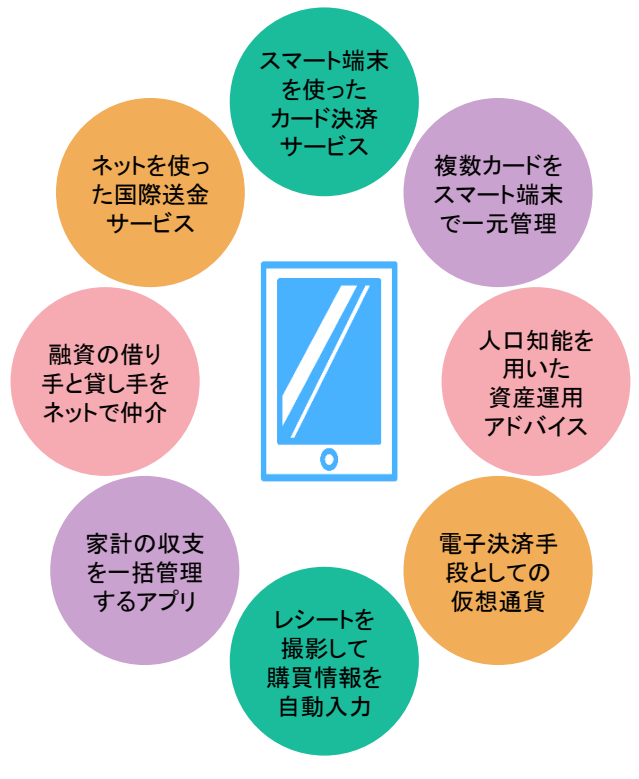 スマート端末
を使った
カード決済
サービス
複数カードを
スマート端末
で一元管理
人口知能を
用いた
資産運用
アドバイス
電子決済手
段としての
仮想通貨
レシートを
撮影して
購買情報を
自動入力
家計の収支
を一括管理
するアプリ
融資の借り
手と貸し手を
ネットで仲介
ネットを使っ
た国際送金
サービス